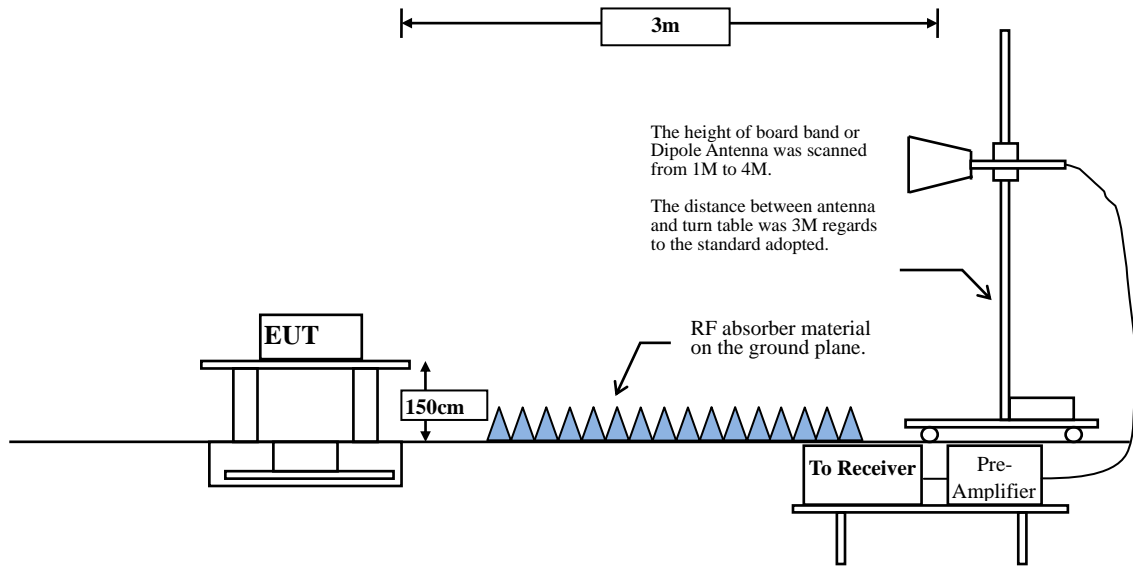 3m
The height of board band or
Dipole Antenna was scanned
from 1M to 4M.
The distance between antenna
and turn table was 3M regards
to the standard adopted.
EUT
RF absorber material
on the ground plane.
150cm
To Receiver
Pre-
Amplifier